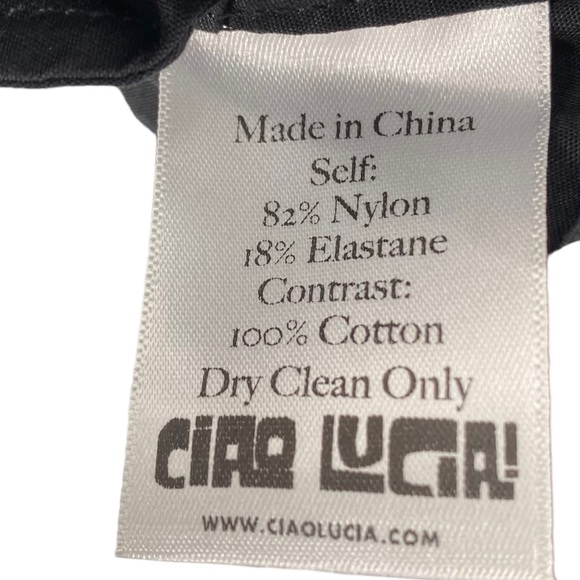 Made in China
Self:
82% Nylon
18% Elastane
Contrast:
100% Cotton
Dry Clean Only
CIAO LUCIA!
WWW.CIAOLUCIA.COM